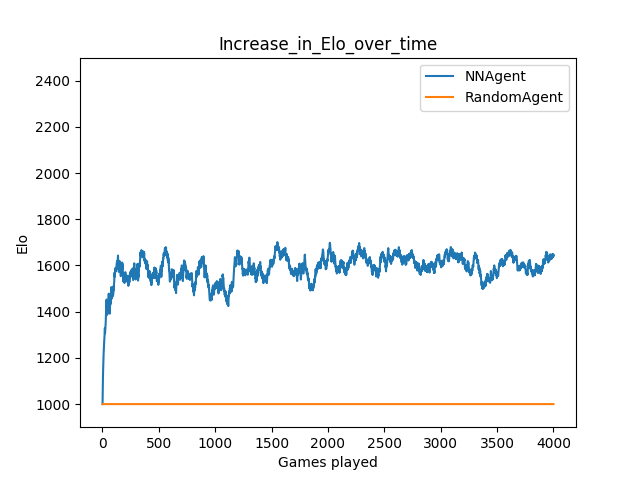 Increase_in_Elo_over_time
NNAgent
RandomAgent
2400
2200
2000
1800
1600
1400
1200
1000
Elo
0 500 1000 1500 2000 2500 3000 3500 4000
Games played